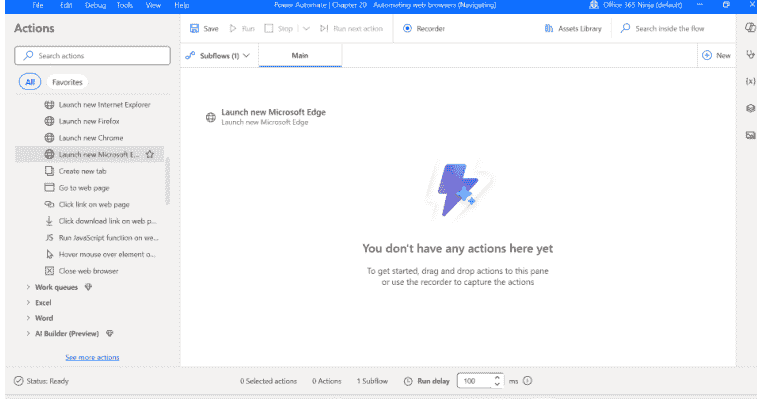 File Edit Debug Tools View Help Power Automate | Chapter 20 - Automating web browsers (Navigating) Office 365 Ninja (default)
Actions
Save Run Stop Run next action Recorder Assets Library Search inside the flow
Search actions
Subflows (1) Main New
All Favorites
Launch new Internet Explorer
Launch new Firefox
Launch new Chrome
Launch new Microsoft E...
Create new tab
Go to web page
Click link on web page
Click download link on web p...
JS Run JavaScript function on we...
Hover mouse over element o...
Close web browser
Work queues
Excel
Word
AI Builder (Preview)
See more actions
Launch new Microsoft Edge
Launch new Microsoft Edge
You don't have any actions here yet
To get started, drag and drop actions to this pane
or use the recorder to capture the actions
{x}
Status: Ready 0 Selected actions 0 Actions 1 Subflow Run delay 100 ms